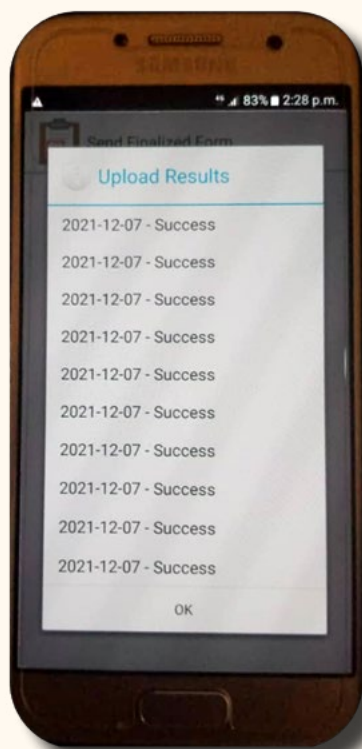 SAMSUNG
83% 2:28 p.m.
Send Finalized Form
Upload Results
2021-12-07 - Success
2021-12-07 - Success
2021-12-07 - Success
2021-12-07 - Success
2021-12-07 - Success
2021-12-07 - Success
2021-12-07 - Success
2021-12-07 - Success
2021-12-07 - Success
2021-12-07 - Success
OK